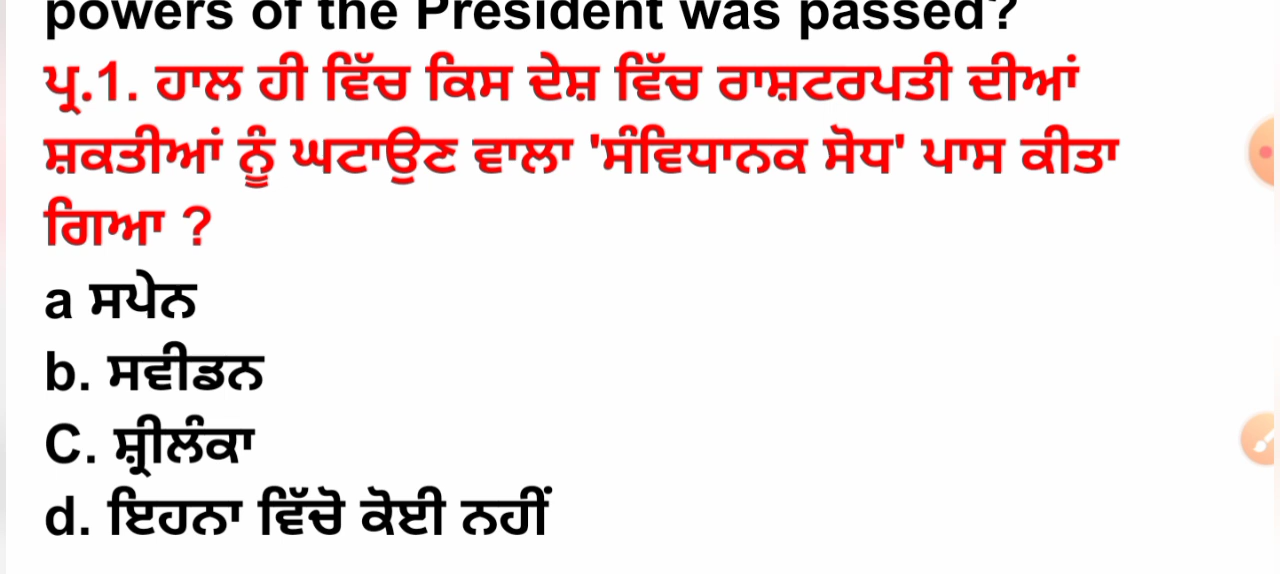 powers of the President was passed?
ਪ੍ਰ.1. ਹਾਲ ਹੀ ਵਿੱਚ ਕਿਸ ਦੇਸ਼ ਵਿੱਚ ਰਾਸ਼ਟਰਪਤੀ ਦੀਆਂ
ਸ਼ਕਤੀਆਂ ਨੂੰ ਘਟਾਉਣ ਵਾਲਾ 'ਸੰਵਿਧਾਨਕ ਸੋਧ' ਪਾਸ ਕੀਤਾ
ਗਿਆ ?
a ਸਪੇਨ
b. ਸਵੀਡਨ
C. ਸ਼੍ਰੀਲੰਕਾ
d. ਇਹਨਾ ਵਿੱਚੋ ਕੋਈ ਨਹੀਂ